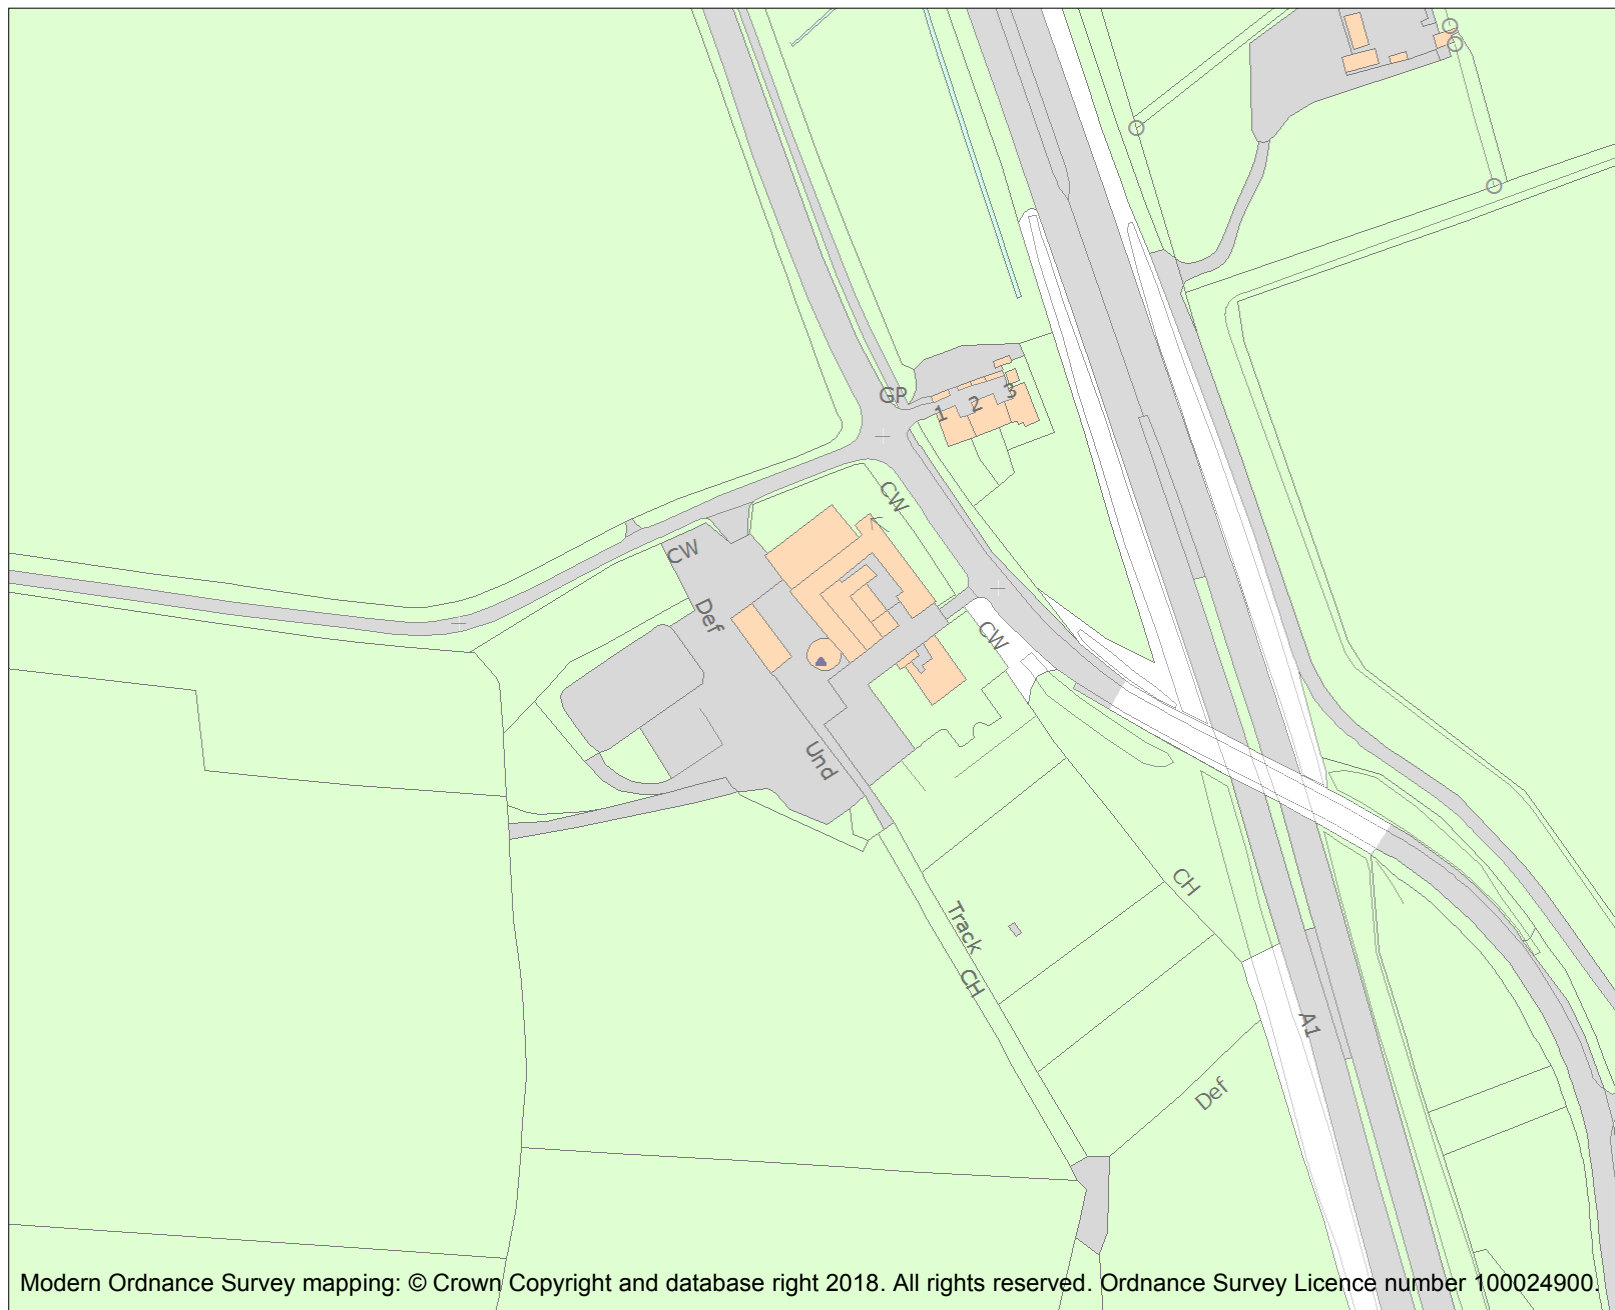 GP
1
2
3
CW
CW
Def
CW
Und
CH
Track
CH
A1
Def
Modern Ordnance Survey mapping: © Crown Copyright and database right 2018. All rights reserved. Ordnance Survey Licence number 100024900.